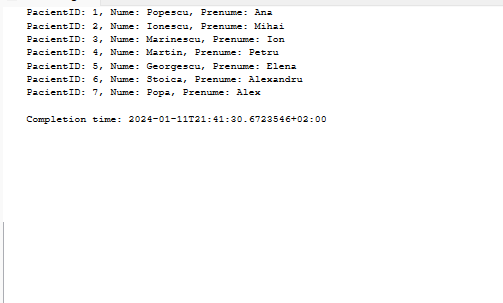 PacientID: 1, Nume: Popescu, Prenume: Ana
PacientID: 2, Nume: Ionescu, Prenume: Mihai
PacientID: 3, Nume: Marinescu, Prenume: Ion
PacientID: 4, Nume: Martin, Prenume: Petru
PacientID: 5, Nume: Georgescu, Prenume: Elena
PacientID: 6, Nume: Stoica, Prenume: Alexandru
PacientID: 7, Nume: Popa, Prenume: Alex
Completion time: 2024-01-11T21:41:30.6723546+02:00